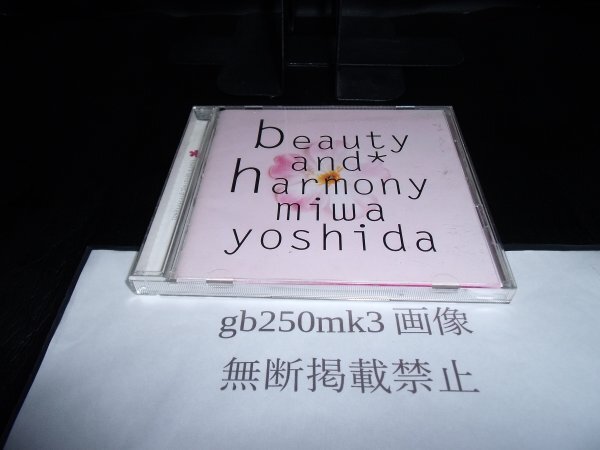 beauty
and*
harmony
miwa
yoshida
gb250mk3 画像
無断掲載禁止